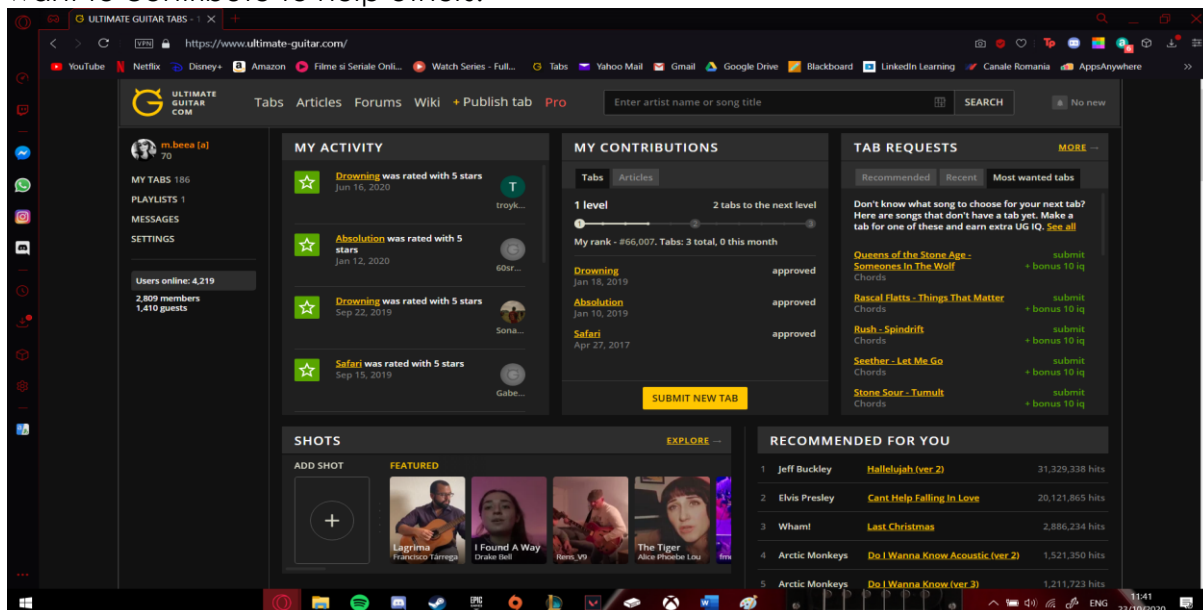 ULTIMATE GUITAR TABS - 1
VPN
https://www.ultimate-guitar.com/
YouTube
Netflix
Disney+
Amazon
Filme si Seriale Onli...
Watch Series - Full...
Tabs
Yahoo Mail
Gmail
Google Drive
Blackboard
LinkedIn Learning
Canale Romania
AppsAnywhere
ULTIMATE
GUITAR
COM
Tabs Articles Forums Wiki + Publish tab Pro
Enter artist name or song title
SEARCH
No new
m.beea [a]
70
MY TABS 186
PLAYLISTS 1
MESSAGES
SETTINGS
Users online: 4,219
2,809 members
1,410 guests
MY ACTIVITY
Drowning was rated with 5 stars
Jun 16, 2020
T
troyk...
Absolution was rated with 5
stars
Jan 12, 2020
G
60sr...
Drowning was rated with 5 stars
Sep 22, 2019
Sona...
Safari was rated with 5 stars
Sep 15, 2019
G
Gabe...
MY CONTRIBUTIONS
Tabs Articles
1 level 2 tabs to the next level
1 2 3
My rank - #66,007. Tabs: 3 total, 0 this month
Drowning approved
Jan 18, 2019
Absolution approved
Jan 10, 2019
Safari approved
Apr 27, 2017
SUBMIT NEW TAB
TAB REQUESTS MORE →
Recommended Recent Most wanted tabs
Don't know what song to choose for your next tab?
Here are songs that don't have a tab yet. Make a
tab for one of these and earn extra UG IQ. See all
Queens of the Stone Age - submit
Someones In The Wolf + bonus 10 iq
Chords
Rascal Flatts - Things That Matter submit
Chords + bonus 10 iq
Rush - Spindrift submit
Chords + bonus 10 iq
Seether - Let Me Go submit
Chords + bonus 10 iq
Stone Sour - Tumult submit
Chords + bonus 10 iq
SHOTS EXPLORE →
ADD SHOT FEATURED
Lagrima
Francisco Tárrega
I Found A Way
Drake Bell
Rens_V9
The Tiger
Alice Phoebe Lou
RECOMMENDED FOR YOU
1 Jeff Buckley Hallelujah (ver 2) 31,329,338 hits
2 Elvis Presley Cant Help Falling In Love 20,121,865 hits
3 Wham! Last Christmas 2,886,234 hits
4 Arctic Monkeys Do I Wanna Know Acoustic (ver 2) 1,521,350 hits
5 Arctic Monkeys Do I Wanna Know (ver 3) 1,211,723 hits
ENG
11:41